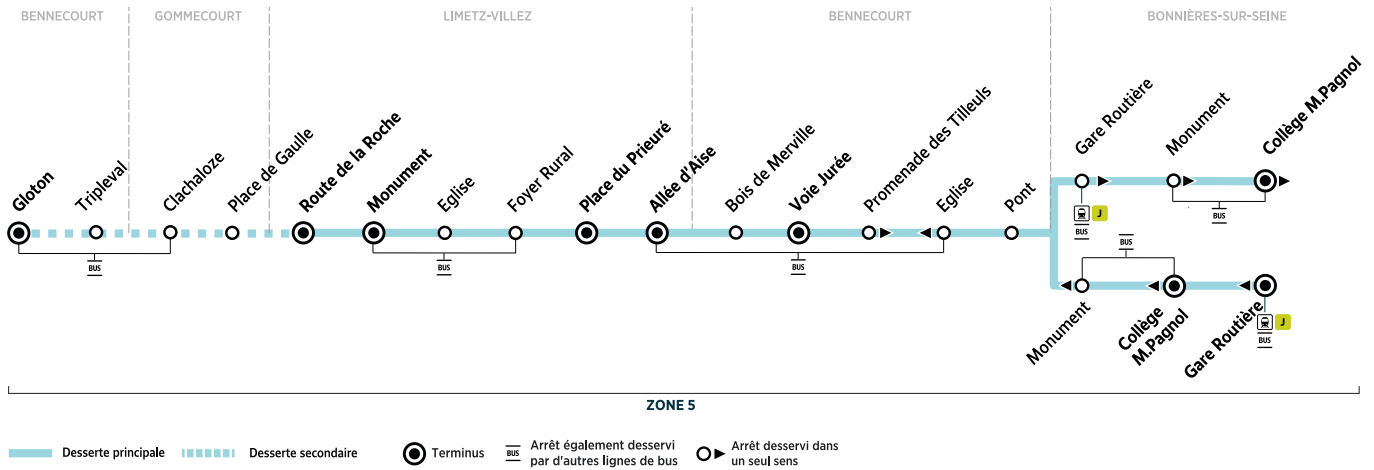 BENNECOURT
GOMMECOURT
LIMETZ-VILLEZ
BENNECOURT
BONNIÈRES-SUR-SEINE
Gloton
Tripleval
Clachaloze
Place de Gaulle
Route de la Roche
Monument
Eglise
Foyer Rural
Place du Prieuré
Allée d'Aise
Bois de Merville
Voie Jurée
Promenade des Tilleuls
Eglise
Pont
Gare Routière
Monument
Collège M.Pagnol
J
BUS
BUS
BUS
BUS
BUS
BUS
BUS
J
BUS
Monument
Collège
M.Pagnol
Gare Routière
ZONE 5
Desserte principale
Desserte secondaire
Terminus
BUS
Arrêt également desservi
par d'autres lignes de bus
Arrêt desservi dans
un seul sens